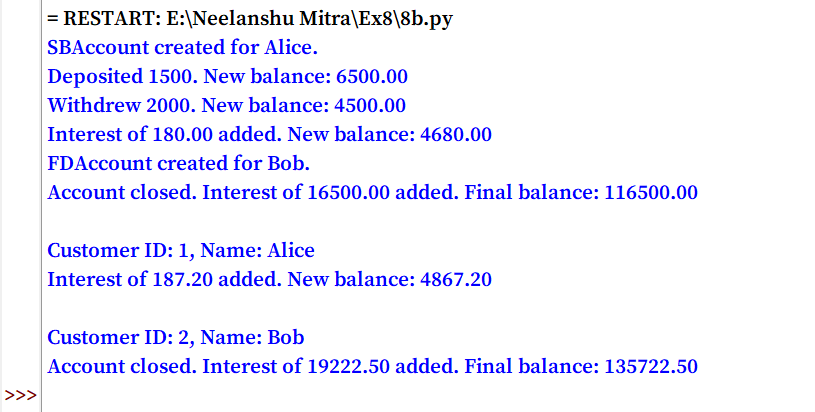 = RESTART: E:\Neelanshu Mitra\Ex8\8b.py
SBAccount created for Alice.
Deposited 1500. New balance: 6500.00
Withdrew 2000. New balance: 4500.00
Interest of 180.00 added. New balance: 4680.00
FDAccount created for Bob.
Account closed. Interest of 16500.00 added. Final balance: 116500.00
Customer ID: 1, Name: Alice
Interest of 187.20 added. New balance: 4867.20
Customer ID: 2, Name: Bob
Account closed. Interest of 19222.50 added. Final balance: 135722.50
>>>